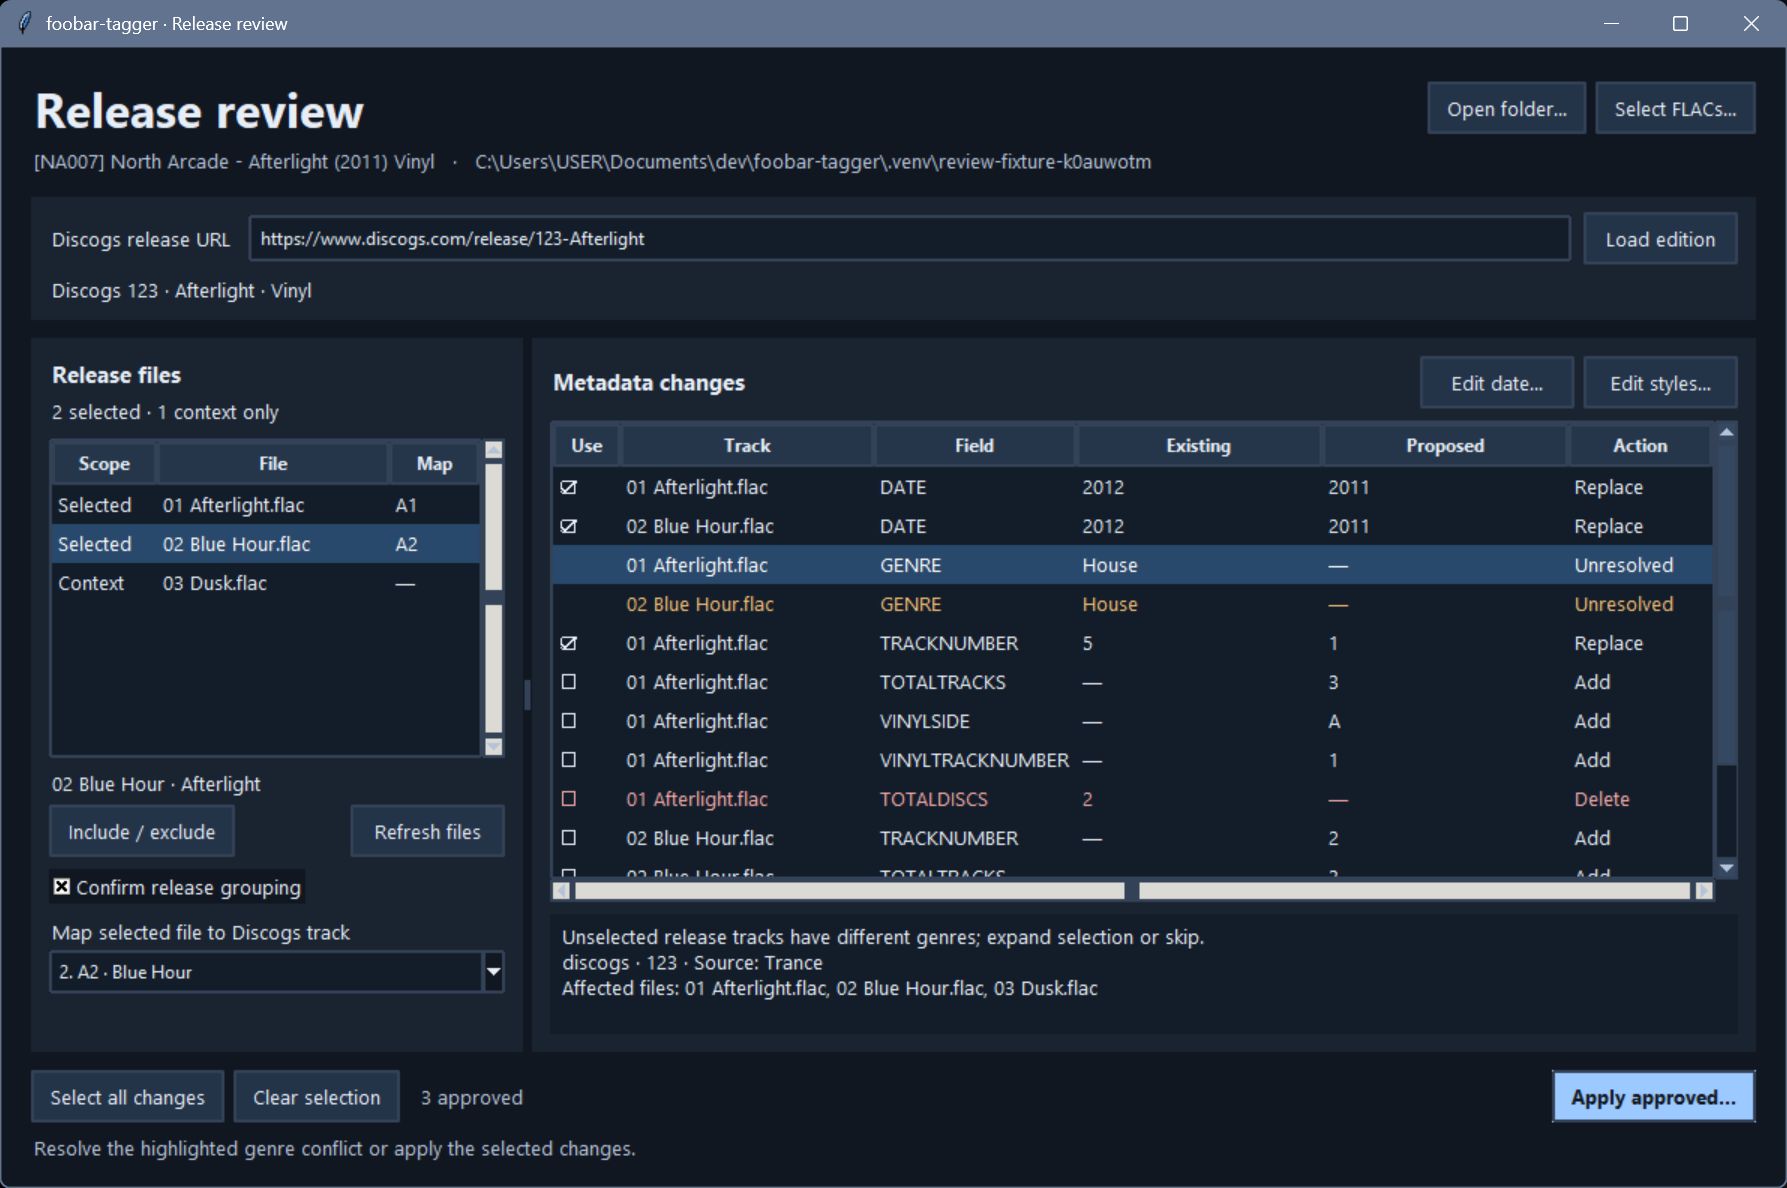 foobar-tagger · Release review
Release review
Open folder...
Select FLACs...
[NA007] North Arcade - Afterlight (2011) Vinyl · C:\Users\USER\Documents\dev\foobar-tagger\.venv\review-fixture-k0auwotm
Discogs release URL https://www.discogs.com/release/123-Afterlight Load edition
Discogs 123 · Afterlight · Vinyl
Release files
2 selected · 1 context only
Scope File Map
Selected 01 Afterlight.flac A1
Selected 02 Blue Hour.flac A2
Context 03 Dusk.flac —
02 Blue Hour · Afterlight
Include / exclude Refresh files
Confirm release grouping
Map selected file to Discogs track
2. A2 · Blue Hour
Metadata changes
Edit date... Edit styles...
Use Track Field Existing Proposed Action
01 Afterlight.flac DATE 2012 2011 Replace
02 Blue Hour.flac DATE 2012 2011 Replace
01 Afterlight.flac GENRE House — Unresolved
02 Blue Hour.flac GENRE House — Unresolved
01 Afterlight.flac TRACKNUMBER 5 1 Replace
01 Afterlight.flac TOTALTRACKS — 3 Add
01 Afterlight.flac VINYLSIDE — A Add
01 Afterlight.flac VINYLTRACKNUMBER — 1 Add
01 Afterlight.flac TOTALDISCS 2 — Delete
02 Blue Hour.flac TRACKNUMBER — 2 Add
02 Blue Hour.flac TOTALTRACKS 3 Add
Unselected release tracks have different genres; expand selection or skip.
discogs · 123 · Source: Trance
Affected files: 01 Afterlight.flac, 02 Blue Hour.flac, 03 Dusk.flac
Select all changes Clear selection 3 approved Apply approved...
Resolve the highlighted genre conflict or apply the selected changes.